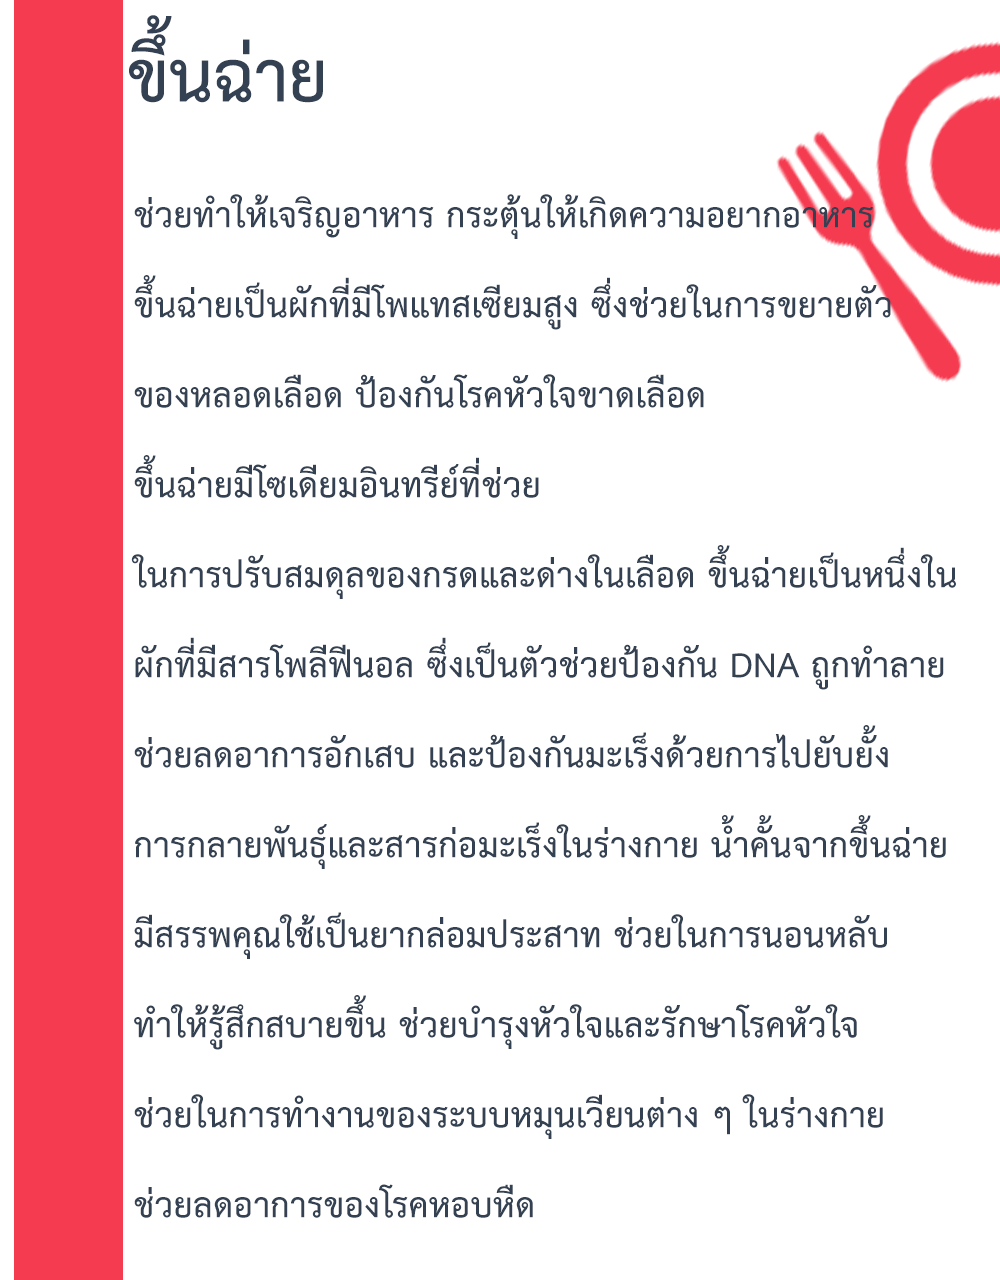 ขึ้นฉ่าย
ช่วยทำให้เจริญอาหาร กระตุ้นให้เกิดความอยากอาหาร
ขึ้นฉ่ายเป็นผักที่มีโพแทสเซียมสูง ซึ่งช่วยในการขยายตัว
ของหลอดเลือด ป้องกันโรคหัวใจขาดเลือด
ขึ้นฉ่ายมีโซเดียมอินทรีย์ที่ช่วย
ในการปรับสมดุลของกรดและด่างในเลือด ขึ้นฉ่ายเป็นหนึ่งใน
ผักที่มีสารโพลีฟีนอล ซึ่งเป็นตัวช่วยป้องกัน DNA ถูกทำลาย
ช่วยลดอาการอักเสบ และป้องกันมะเร็งด้วยการไปยับยั้ง
การกลายพันธุ์และสารก่อมะเร็งในร่างกาย น้ำคั้นจากขึ้นฉ่าย
มีสรรพคุณใช้เป็นยากล่อมประสาท ช่วยในการนอนหลับ
ทำให้รู้สึกสบายขึ้น ช่วยบำรุงหัวใจและรักษาโรคหัวใจ
ช่วยในการทำงานของระบบหมุนเวียนต่าง ๆ ในร่างกาย
ช่วยลดอาการของโรคหอบหืด